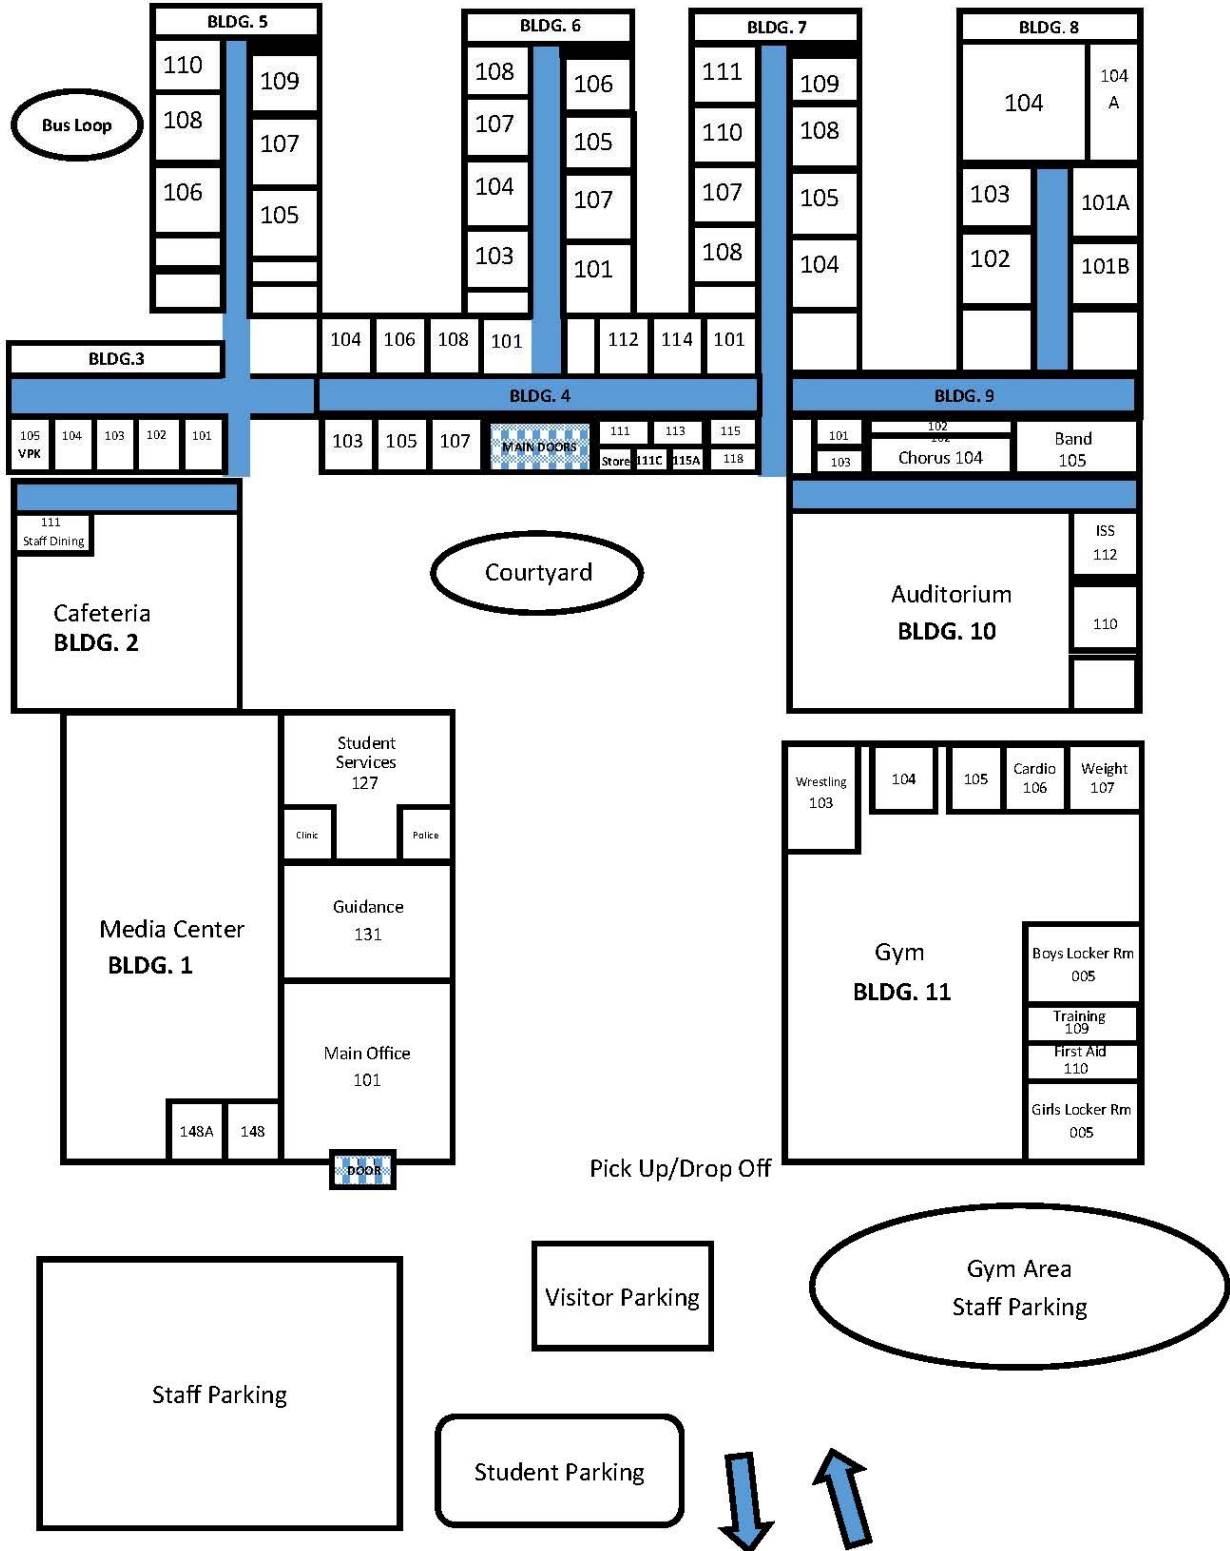 BLDG. 5
BLDG. 6
BLDG. 7
BLDG. 8
110
109
108
107
106
105
Bus Loop
108
106
107
105
104
107
103
101
111
109
110
108
107
105
108
104
104
104
A
103
101A
102
101B
104
106
108
101
112
114
101
BLDG.3
BLDG. 4
BLDG. 9
105
VPK
104
103
102
101
103
105
107
MAIN DOORS
111
113
115
Store
111C
115A
118
101
103
102
102
Chorus 104
Band
105
111
Staff Dining
Cafeteria
BLDG. 2
Courtyard
Auditorium
BLDG. 10
ISS
112
110
Student
Services
127
Clinic
Police
Guidance
131
Media Center
BLDG. 1
Main Office
101
148A
148
DOOR
Wrestling
103
104
105
Cardio
106
Weight
107
Gym
BLDG. 11
Boys Locker Rm
005
Training
109
First Aid
110
Girls Locker Rm
005
Pick Up/Drop Off
Visitor Parking
Gym Area
Staff Parking
Staff Parking
Student Parking